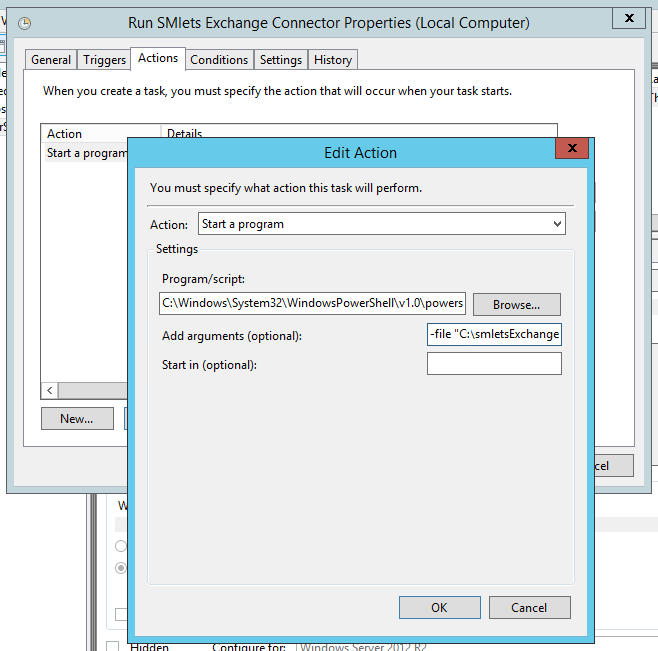 Run SMlets Exchange Connector Properties (Local Computer)
x
General Triggers Actions Conditions Settings History
When you create a task, you must specify the action that will occur when your task starts.
Action Details
Start a program
Edit Action
x
You must specify what action this task will perform.
Action: Start a program
Settings
Program/script:
C:\Windows\System32\WindowsPowerShell\v1.0\powers
Browse...
Add arguments (optional): -file "C:\smletsExchange
Start in (optional):
New...
cel
OK Cancel
Hidden Configure for: Windows Server 2012 R2